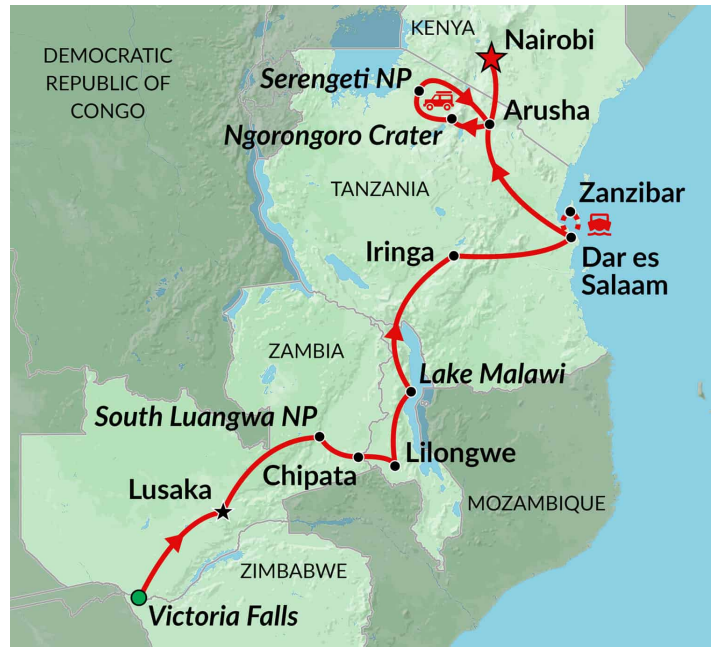 KENYA
Nairobi
DEMOCRATIC
REPUBLIC OF
CONGO
Serengeti NP
Arusha
Ngorongoro Crater
TANZANIA
Zanzibar
Iringa
Dar es
Salaam
ZAMBIA
Lake Malawi
South Luangwa NP
Lilongwe
Chipata
Lusaka
MOZAMBIQUE
ZIMBABWE
Victoria Falls